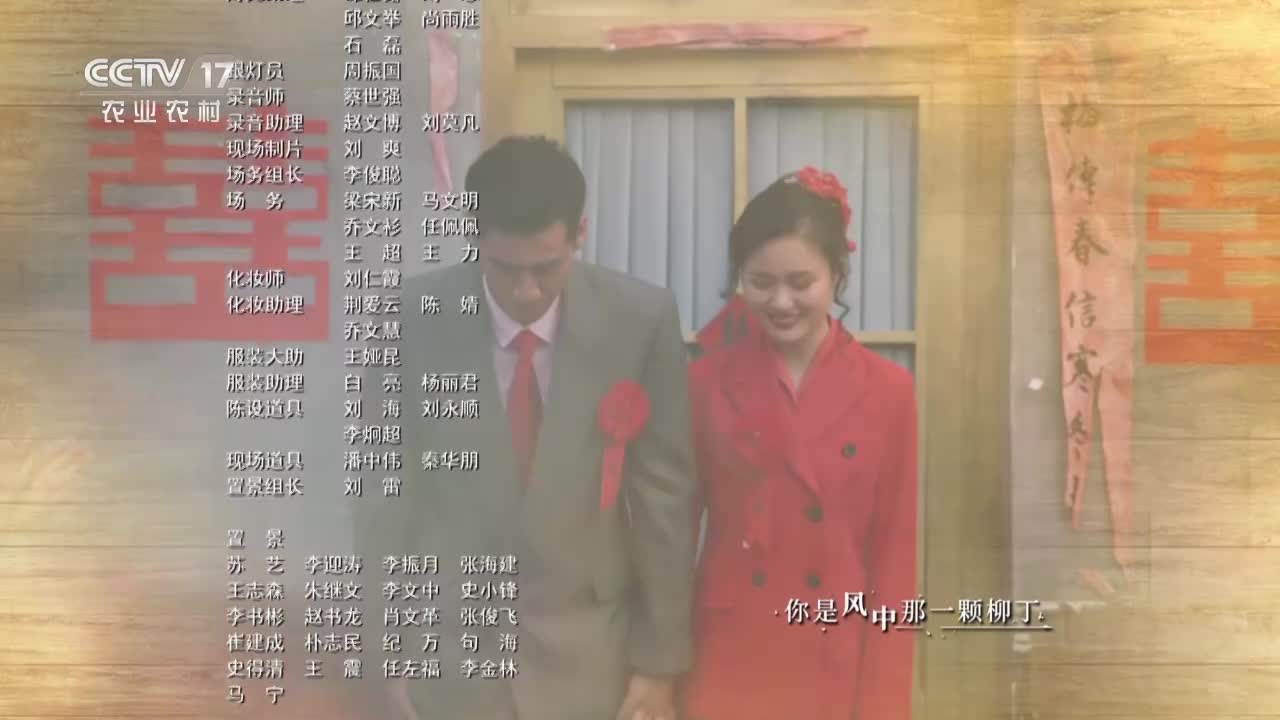 CCTV 17
农业农村
邱文举 尚雨胜
石 磊
跟灯员 周振国
录音师 蔡世强
录音助理 赵文博 刘莫凡
现场制片 刘 爽
场务组长 李俊聪
场 务 梁宋新 马文明
乔文衫 任佩佩
王 超 王 力
化妆师 刘仁霞
化妆助理 荆爱云 陈 婧
乔文慧
服装大助 王娅昆
服装助理 白 亮 杨丽君
陈设道具 刘 海 刘永顺
李炯超
现场道具 潘中伟 秦华朋
置景组长 刘 雷
置 景
苏 艺 李迎涛 李振月 张海建
王志森 朱继文 李文中 史小锋
李书彬 赵书龙 肖文革 张俊飞
崔建成 朴志民 纪 万 句 海
史得清 王 震 任左福 李金林
马 宁
你是风中那一颗柳丁
囍
梅传春信寒冬